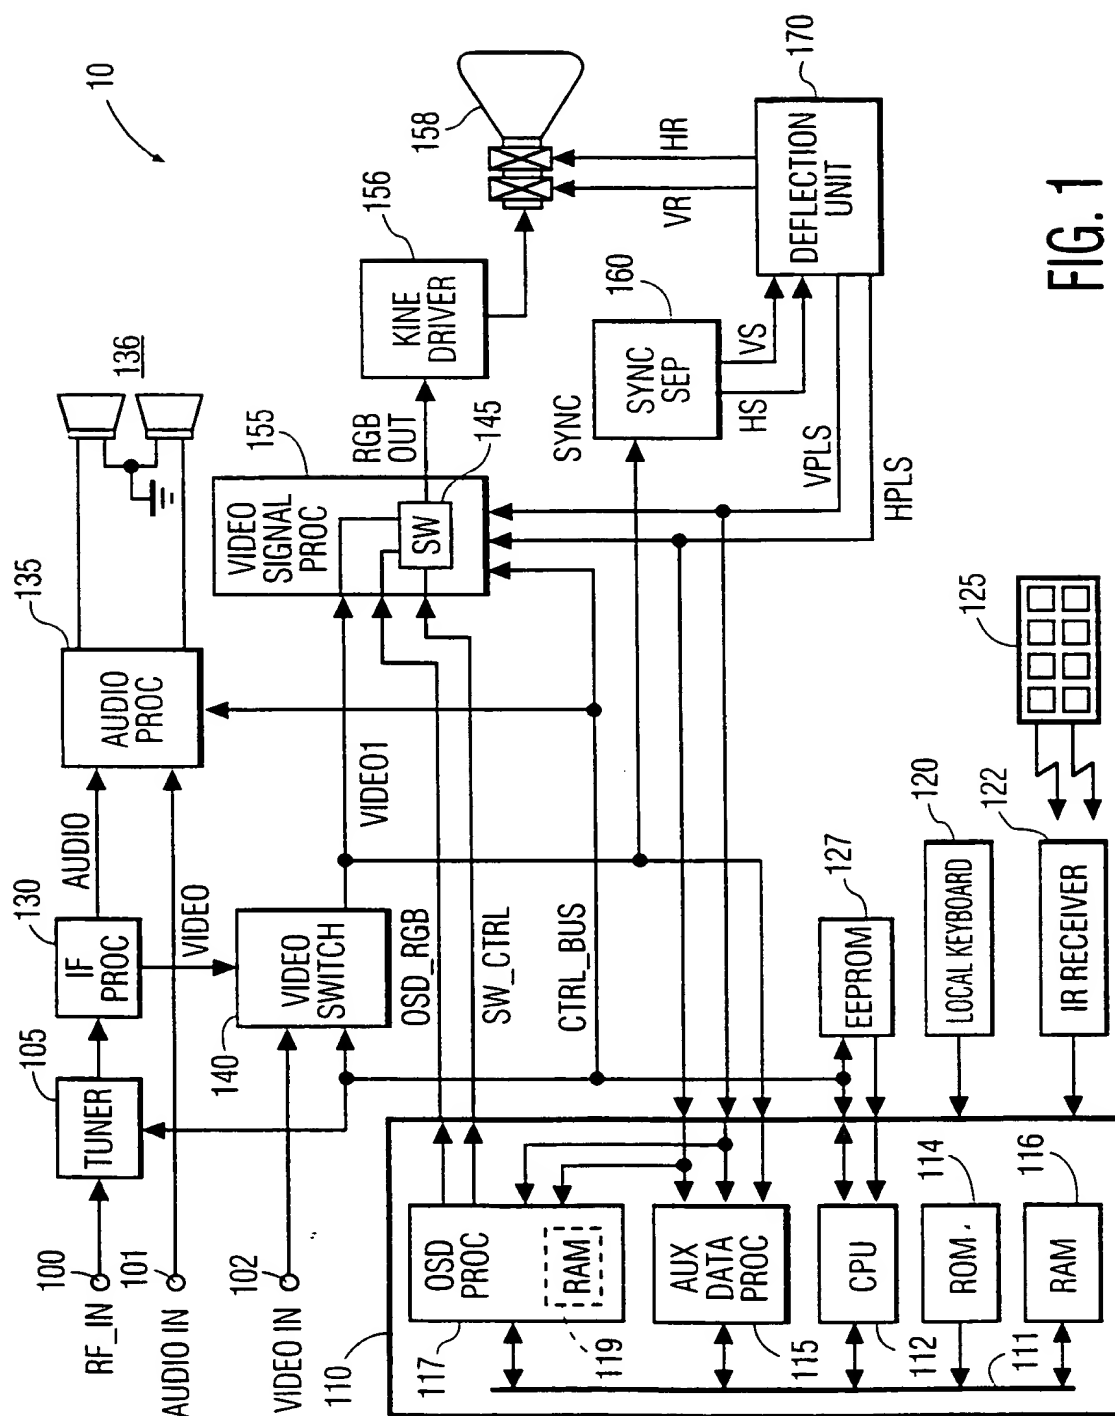 10
RF_IN
100
TUNER
105
IF
PROC
130
AUDIO
AUDIO
PROC
135
136
AUDIO IN
101
VIDEO
VIDEO IN
102
VIDEO
SWITCH
140
VIDEO1
VIDEO
SIGNAL
PROC
155
SW
145
RGB
OUT
KINE
DRIVER
156
158
OSD_RGB
SW_CTRL
CTRL_BUS
SYNC
SYNC
SEP
160
VS
HS
VR
HR
DEFLECTION
UNIT
170
VPLS
HPLS
110
OSD
PROC
117
RAM
119
AUX
DATA
PROC
115
CPU
112
ROM
114
RAM
116
111
EEPROM
127
LOCAL KEYBOARD
120
IR RECEIVER
122
125
FIG. 1